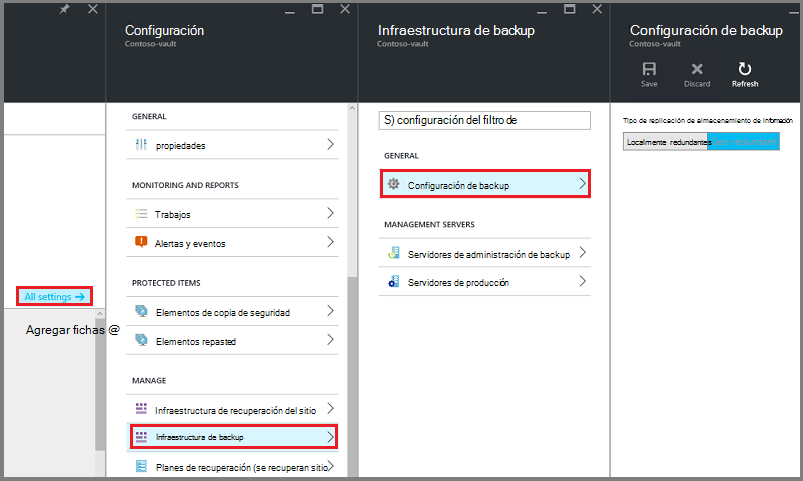 All settings →
Agregar fichas @
Configuración
Contoso-vault
GENERAL
propiedades
MONITORING AND REPORTS
Trabajos
Alertas y eventos
PROTECTED ITEMS
Elementos de copia de seguridad
Elementos repasted
MANAGE
Infraestructura de recuperación del sitio
Infraestructura de backup
Planes de recuperación (se recuperan sitio
Infraestructura de backup
Contoso-vault
S) configuración del filtro de
GENERAL
Configuración de backup
MANAGEMENT SERVERS
Servidores de administración de backup
Servidores de producción
Configuración de backup
Contoso-vault
Save Discard Refresh
Tipo de replicación de almacenamiento de información
Localmente redundantes Geo-redundant